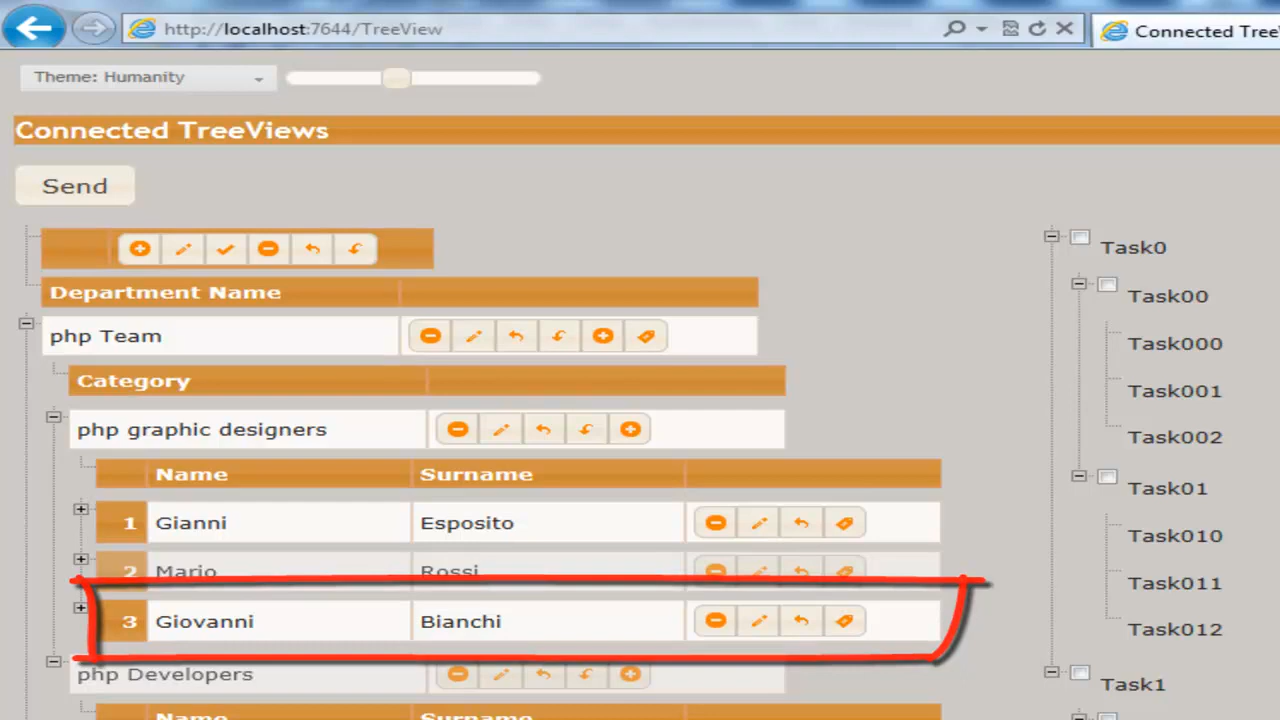 http://localhost:7644/TreeView
Connected Tree
Theme: Humanity
Connected TreeViews
Send
Department Name
php Team
Category
php graphic designers
Name Surname
1 Gianni Esposito
2 Mario Rossi
3 Giovanni Bianchi
php Developers
Name Surname
Task0
Task00
Task000
Task001
Task002
Task01
Task010
Task011
Task012
Task1